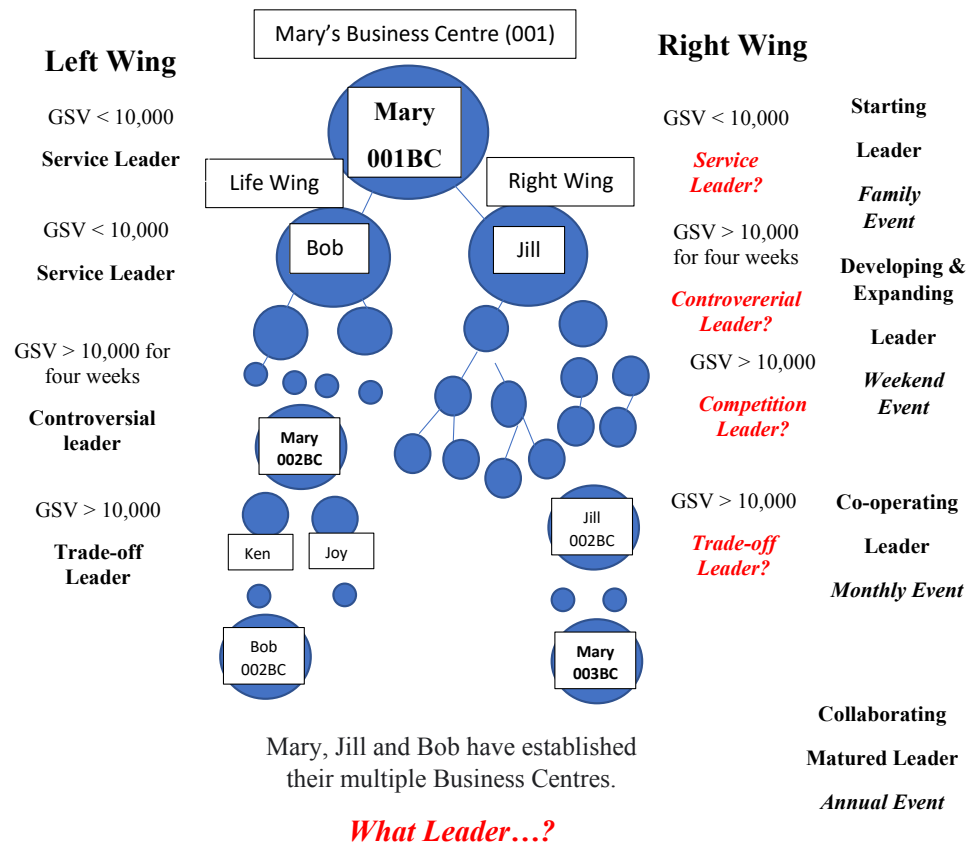 Mary's Business Centre (001)
Left Wing
GSV < 10,000
Service Leader
GSV < 10,000
Service Leader
GSV > 10,000 for
four weeks
Controversial
leader
GSV > 10,000
Trade-off
Leader
Mary
001BC
Life Wing
Right Wing
Bob
Jill
Mary
002BC
Ken
Joy
Bob
002BC
Jill
002BC
Mary
003BC
Right Wing
GSV < 10,000
Service
Leader?
GSV > 10,000
for four weeks
Controvererial
Leader?
GSV > 10,000
Competition
Leader?
GSV > 10,000
Trade-off
Leader?
Starting
Leader
Family
Event
Developing &
Expanding
Leader
Weekend
Event
Co-operating
Leader
Monthly Event
Collaborating
Matured Leader
Annual Event
Mary, Jill and Bob have established
their multiple Business Centres.
What Leader…?